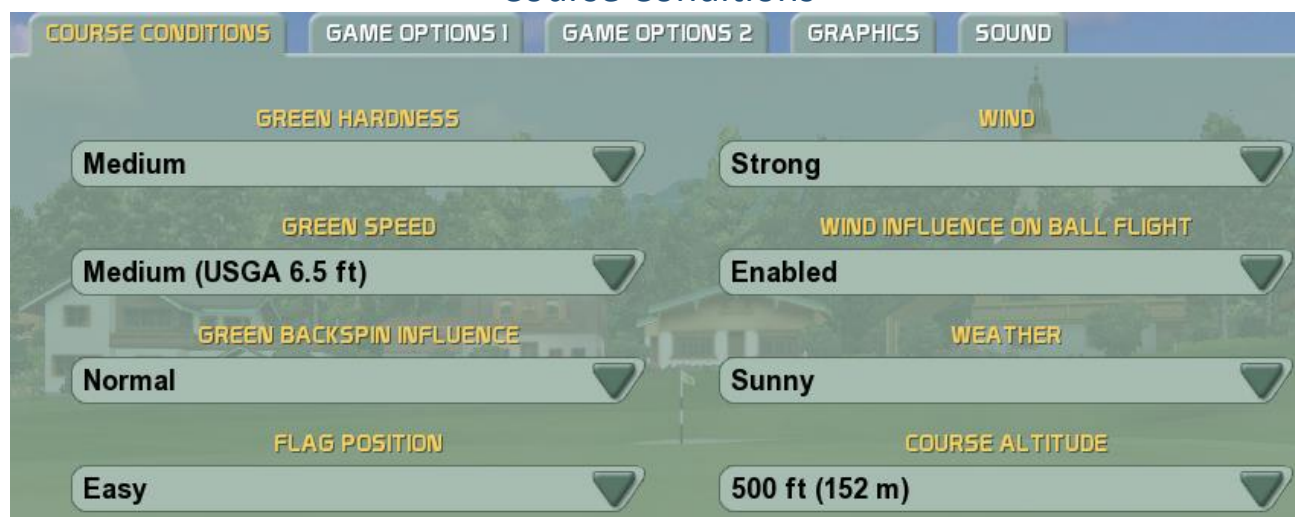 Course Conditions
COURSE CONDITIONS GAME OPTIONS 1 GAME OPTIONS 2 GRAPHICS SOUND
GREEN HARDNESS WIND
Medium Strong
GREEN SPEED WIND INFLUENCE ON BALL FLIGHT
Medium (USGA 6.5 ft) Enabled
GREEN BACKSPIN INFLUENCE WEATHER
Normal Sunny
FLAG POSITION COURSE ALTITUDE
Easy 500 ft (152 m)